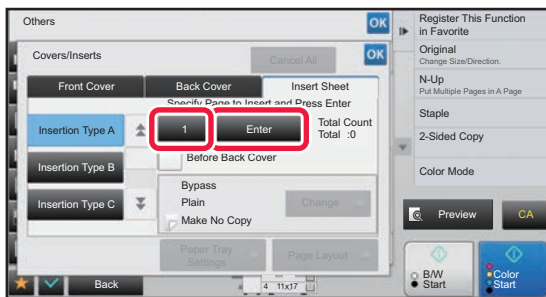 Others
OK
Covers/Inserts
Cancel All
OK
Front Cover
Back Cover
Insert Sheet
Specify Page to Insert and Press Enter
Insertion Type A
1
Enter
Total Count
Total :0
Before Back Cover
Insertion Type B
Bypass
Plain
Change
Make No Copy
Insertion Type C
Paper Tray
Settings
Page Layout
Back
4 11x17
Register This Function
in Favorite
Original
Change Size/Direction.
N-Up
Put Multiple Pages in A Page
Staple
2-Sided Copy
Color Mode
Preview
CA
B/W
Start
Color
Start